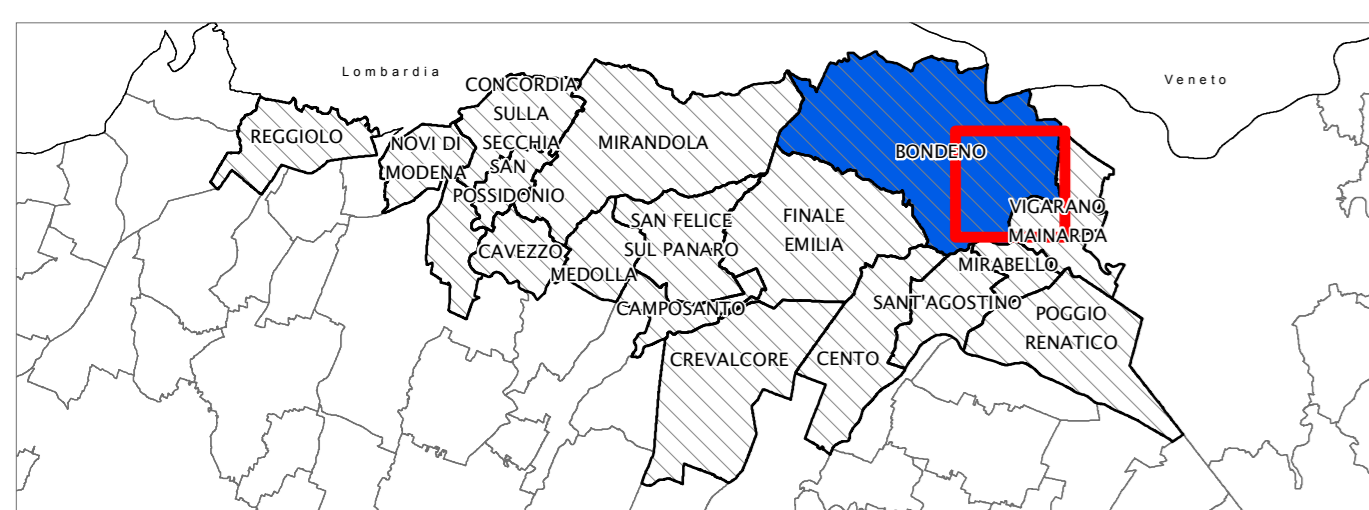 Lombardia
Veneto
CONCORDIA
SULLA
SECCHIA
REGGIOLO
NOVI DI
MODENA
MIRANDOLA
SAN
POSSIDONIO
BONDENO
VIGARANO
MAINARDA
SAN FELICE
SUL PANARO
FINALE
EMILIA
CAVEZZO
MEDOLLA
MIRABELLO
CAMPOSANTO
SANT'AGOSTINO
POGGIO
RENATICO
CREVALCORE
CENTO